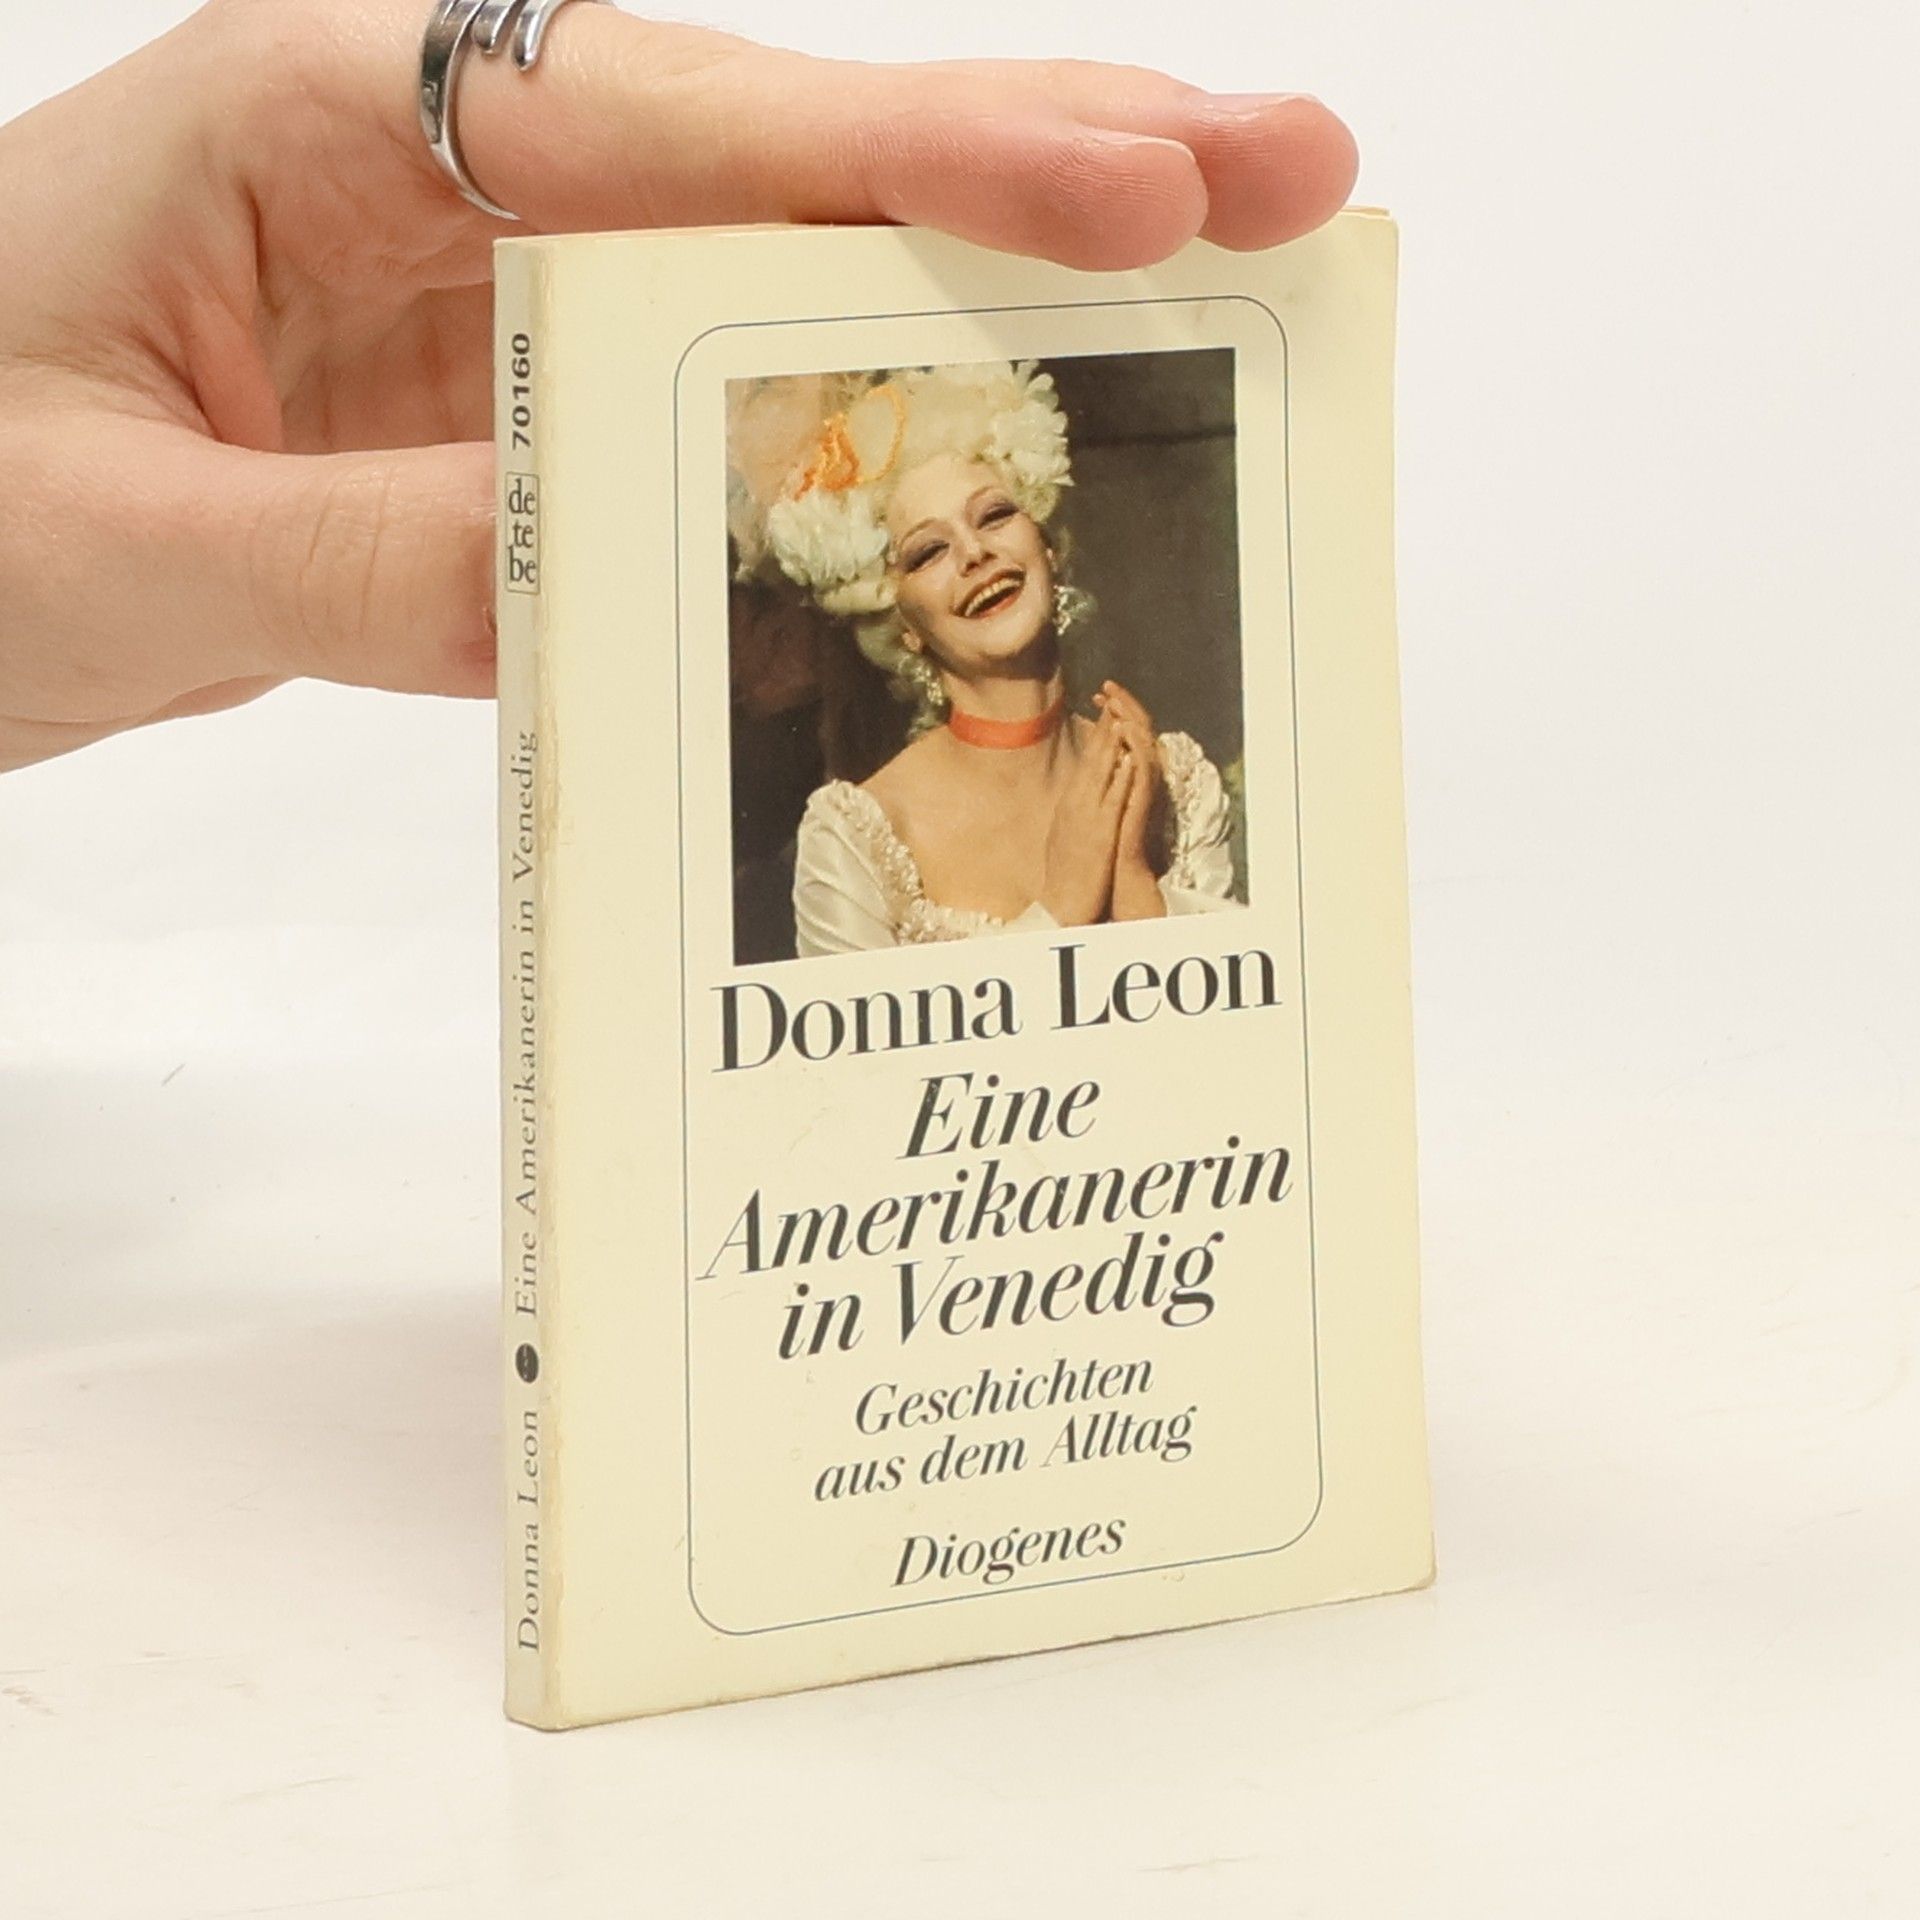 Donna Leon
Eine
Amerikanerin
in Venedig
Geschichten
aus dem Alltag
Diogenes
Donna Leon Eine Amerikanerin in Venedig
de
te
be
70160